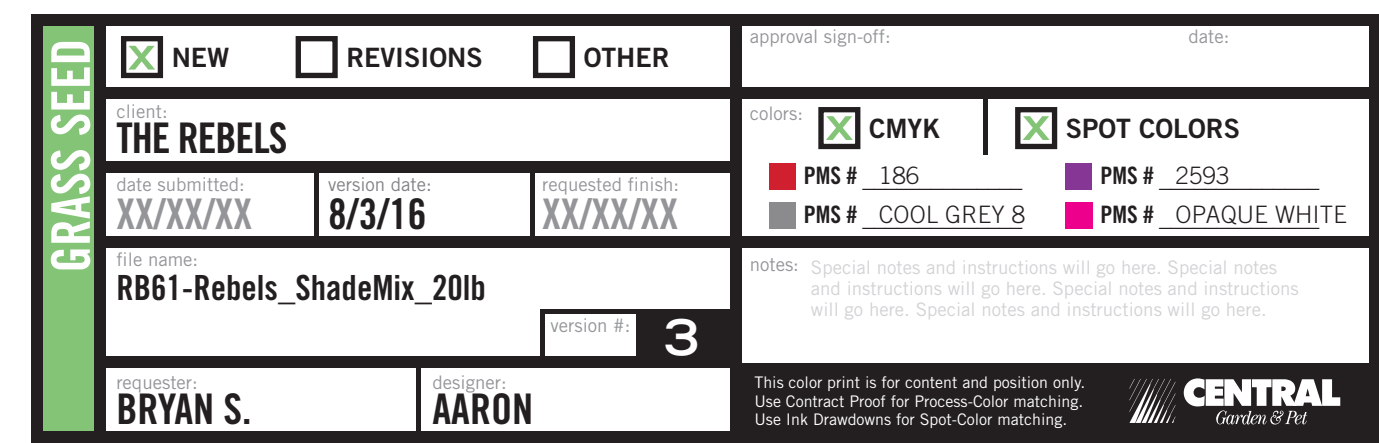 GRASS SEED
X NEW REVISIONS OTHER
client:
THE REBELS
date submitted: version date: requested finish:
XX/XX/XX 8/3/16 XX/XX/XX
file name:
RB61-Rebels_ShadeMix_20lb
version #: 3
requester: designer:
BRYAN S. AARON
approval sign-off: date:
colors: X CMYK X SPOT COLORS
PMS # 186 PMS # 2593
PMS # COOL GREY 8 PMS # OPAQUE WHITE
notes: Special notes and instructions will go here. Special notes
and instructions will go here. Special notes and instructions
will go here. Special notes and instructions will go here.
This color print is for content and position only.
Use Contract Proof for Process-Color matching.
Use Ink Drawdowns for Spot-Color matching.
CENTRAL
Garden & Pet